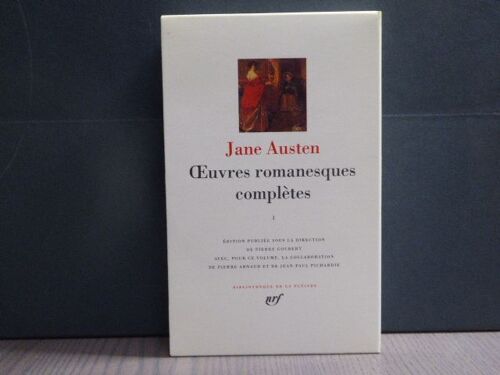 Jane Austen
Œuvres romanesques
complètes
I
ÉDITION PUBLIÉE SOUS LA DIRECTION
DE PIERRE GOUBERT
AVEC, POUR CE VOLUME, LA COLLABORATION
DE PIERRE ARNAUD ET DE JEAN-PAUL PICHARDIE
BIBLIOTHÈQUE DE LA PLÉIADE
nrf